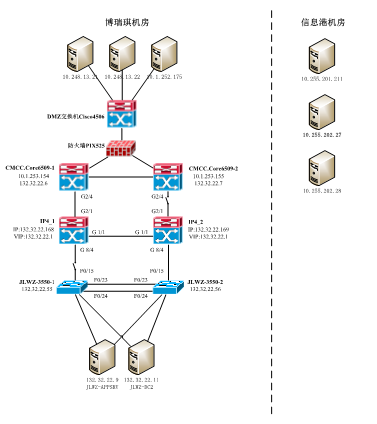 博瑞琪机房
信息港机房
10.248.13.21
10.248.13.22
10.1.252.175
10.255.201.211
DMZ交换机Cisco4506
防火墙PIX525
10.255.202.27
CMCC.Core6509-1
10.1.253.154
132.32.22.6
CMCC.Core6509-2
10.1.253.155
132.32.22.7
10.255.202.28
G2/4
G2/4
G2/1
G2/1
IP4_1
IP:132.32.22.168
VIP:132.32.22.1
G 1/1
G 1/1
IP4_2
IP:132.32.22.169
VIP:132.32.22.1
G 8/4
G 8/4
F0/15
F0/15
JLWZ-3550-1
132.32.22.55
F0/23
F0/23
F0/24
F0/24
JLWZ-3550-2
132.32.22.56
132.32.22.9
JLWZ-APPSRV
132.32.22.11
JLWZ-DC2